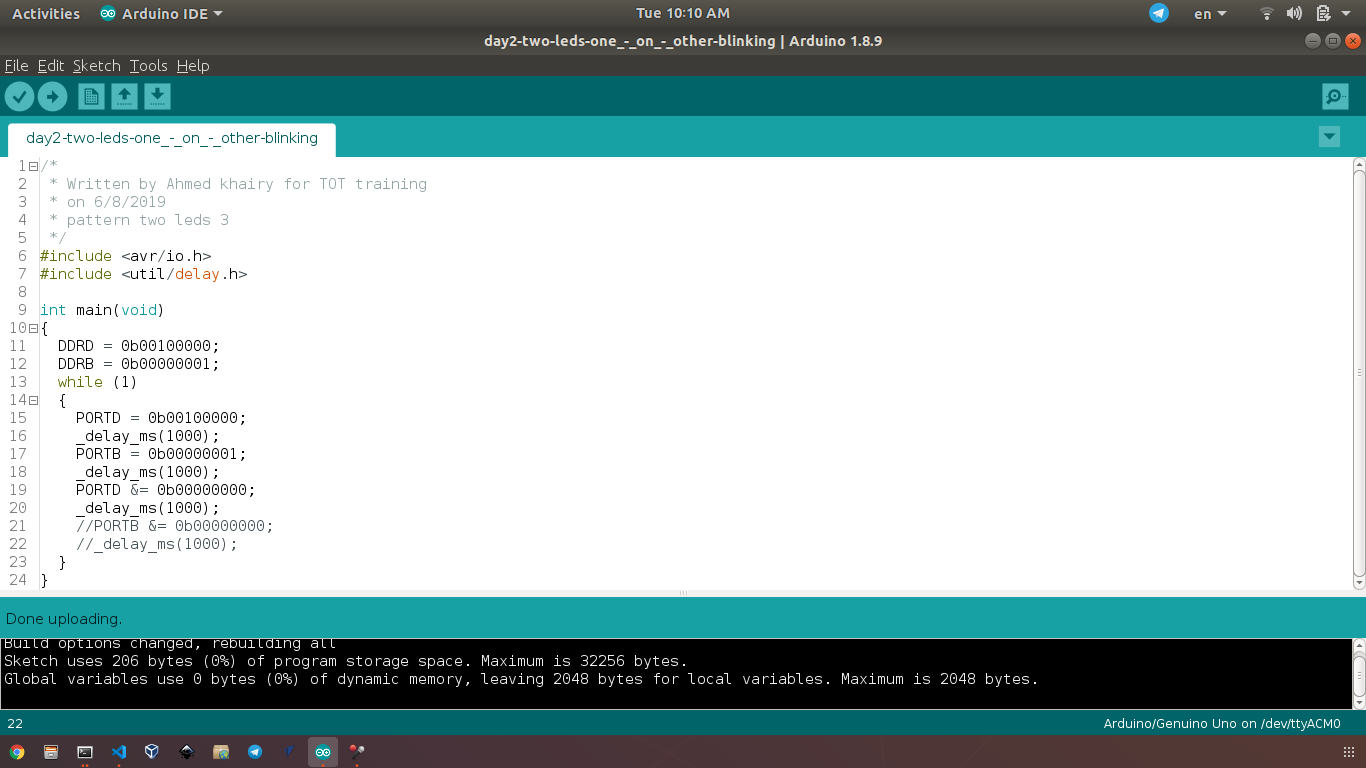 Activities Arduino IDE Tue 10:10 AM en
day2-two-leds-one_-_on_-_other-blinking | Arduino 1.8.9
File Edit Sketch Tools Help
day2-two-leds-one_-_on_-_other-blinking
1 /*
2 * Written by Ahmed khairy for TOT training
3 * on 6/8/2019
4 * pattern two leds 3
5 */
6 #include <avr/io.h>
7 #include <util/delay.h>
8
9 int main(void)
10 {
11 DDRD = 0b00100000;
12 DDRB = 0b00000001;
13 while (1)
14 {
15 PORTD = 0b00100000;
16 _delay_ms(1000);
17 PORTB = 0b00000001;
18 _delay_ms(1000);
19 PORTD &= 0b00000000;
20 _delay_ms(1000);
21 //PORTB &= 0b00000000;
22 //_delay_ms(1000);
23 }
24 }
Done uploading.
Build options changed, rebuilding all
Sketch uses 206 bytes (0%) of program storage space. Maximum is 32256 bytes.
Global variables use 0 bytes (0%) of dynamic memory, leaving 2048 bytes for local variables. Maximum is 2048 bytes.
22 Arduino/Genuino Uno on /dev/ttyACM0